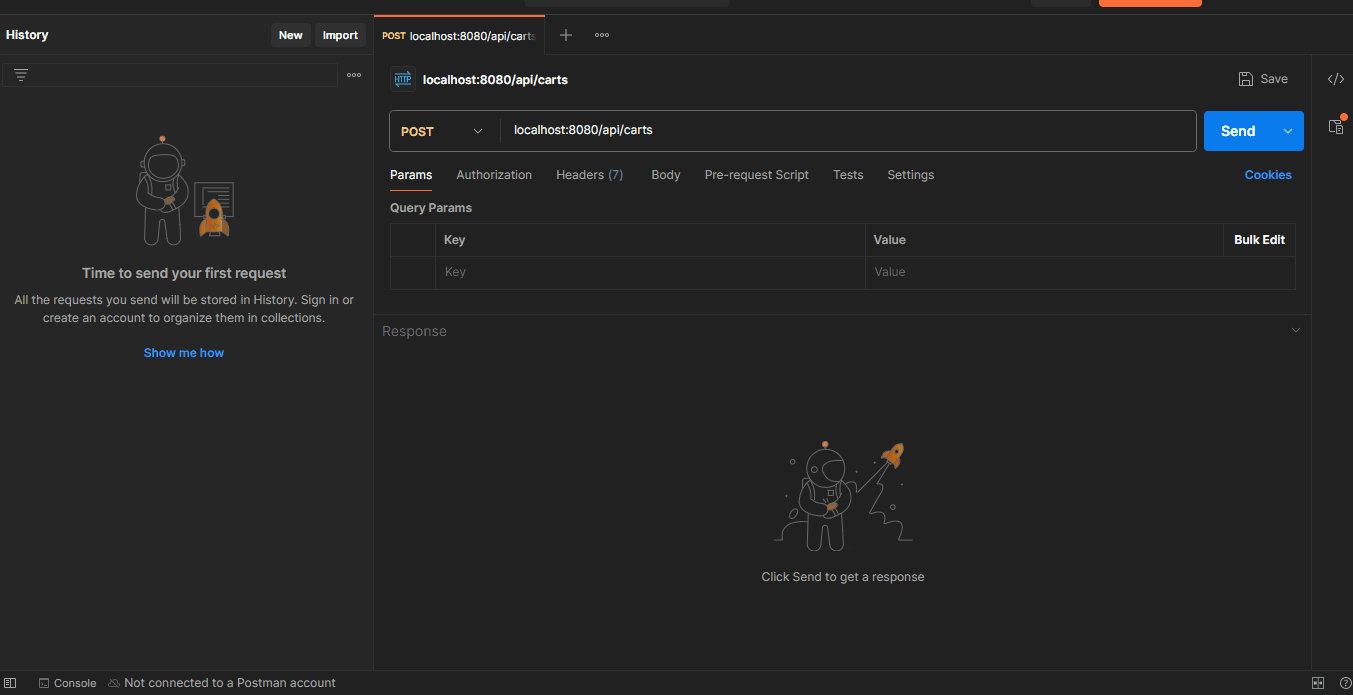 History
New
Import
POST localhost:8080/api/carts
HTTP
localhost:8080/api/carts
Save
POST
localhost:8080/api/carts
Send
Params
Authorization
Headers (7)
Body
Pre-request Script
Tests
Settings
Cookies
Query Params
Key
Value
Bulk Edit
Key
Value
Time to send your first request
All the requests you send will be stored in History. Sign in or
create an account to organize them in collections.
Show me how
Response
Click Send to get a response
Console
Not connected to a Postman account